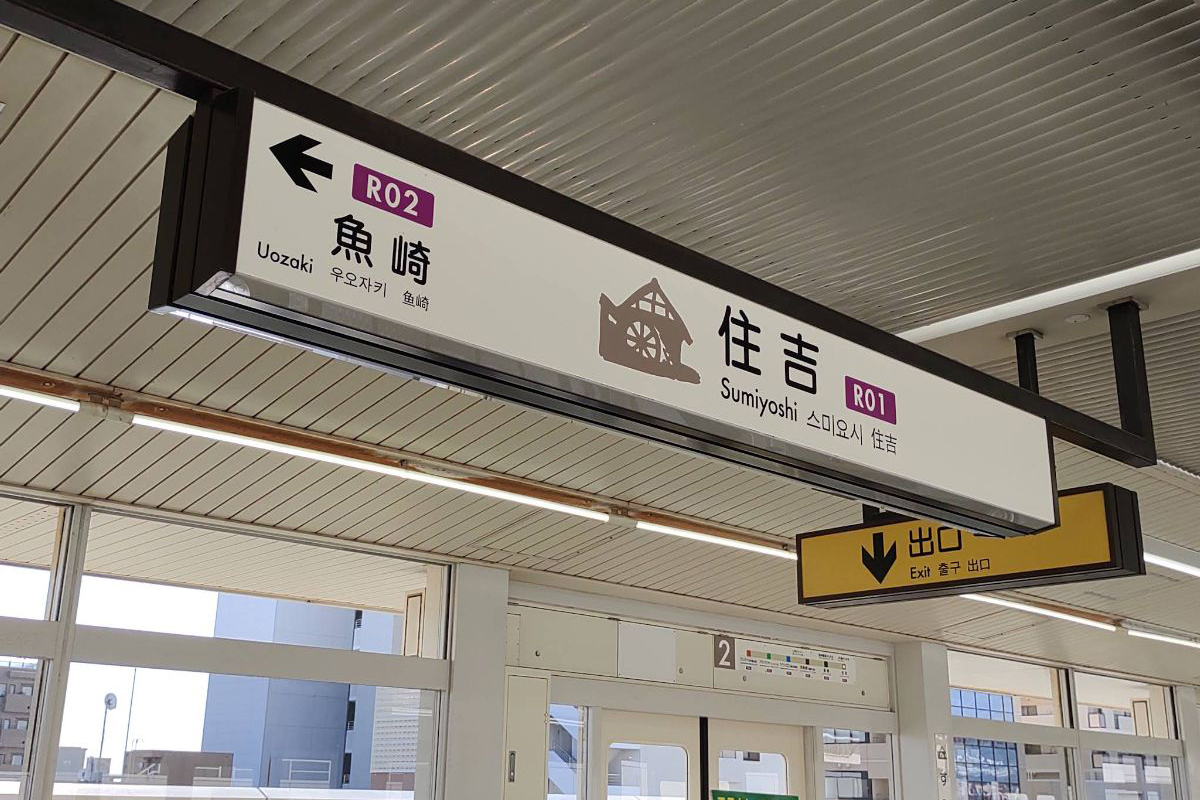 R02
魚崎
Uozaki 우오자키 鱼崎
住吉 R01
Sumiyoshi 스미요시 住吉
出口
Exit 출구 出口
2